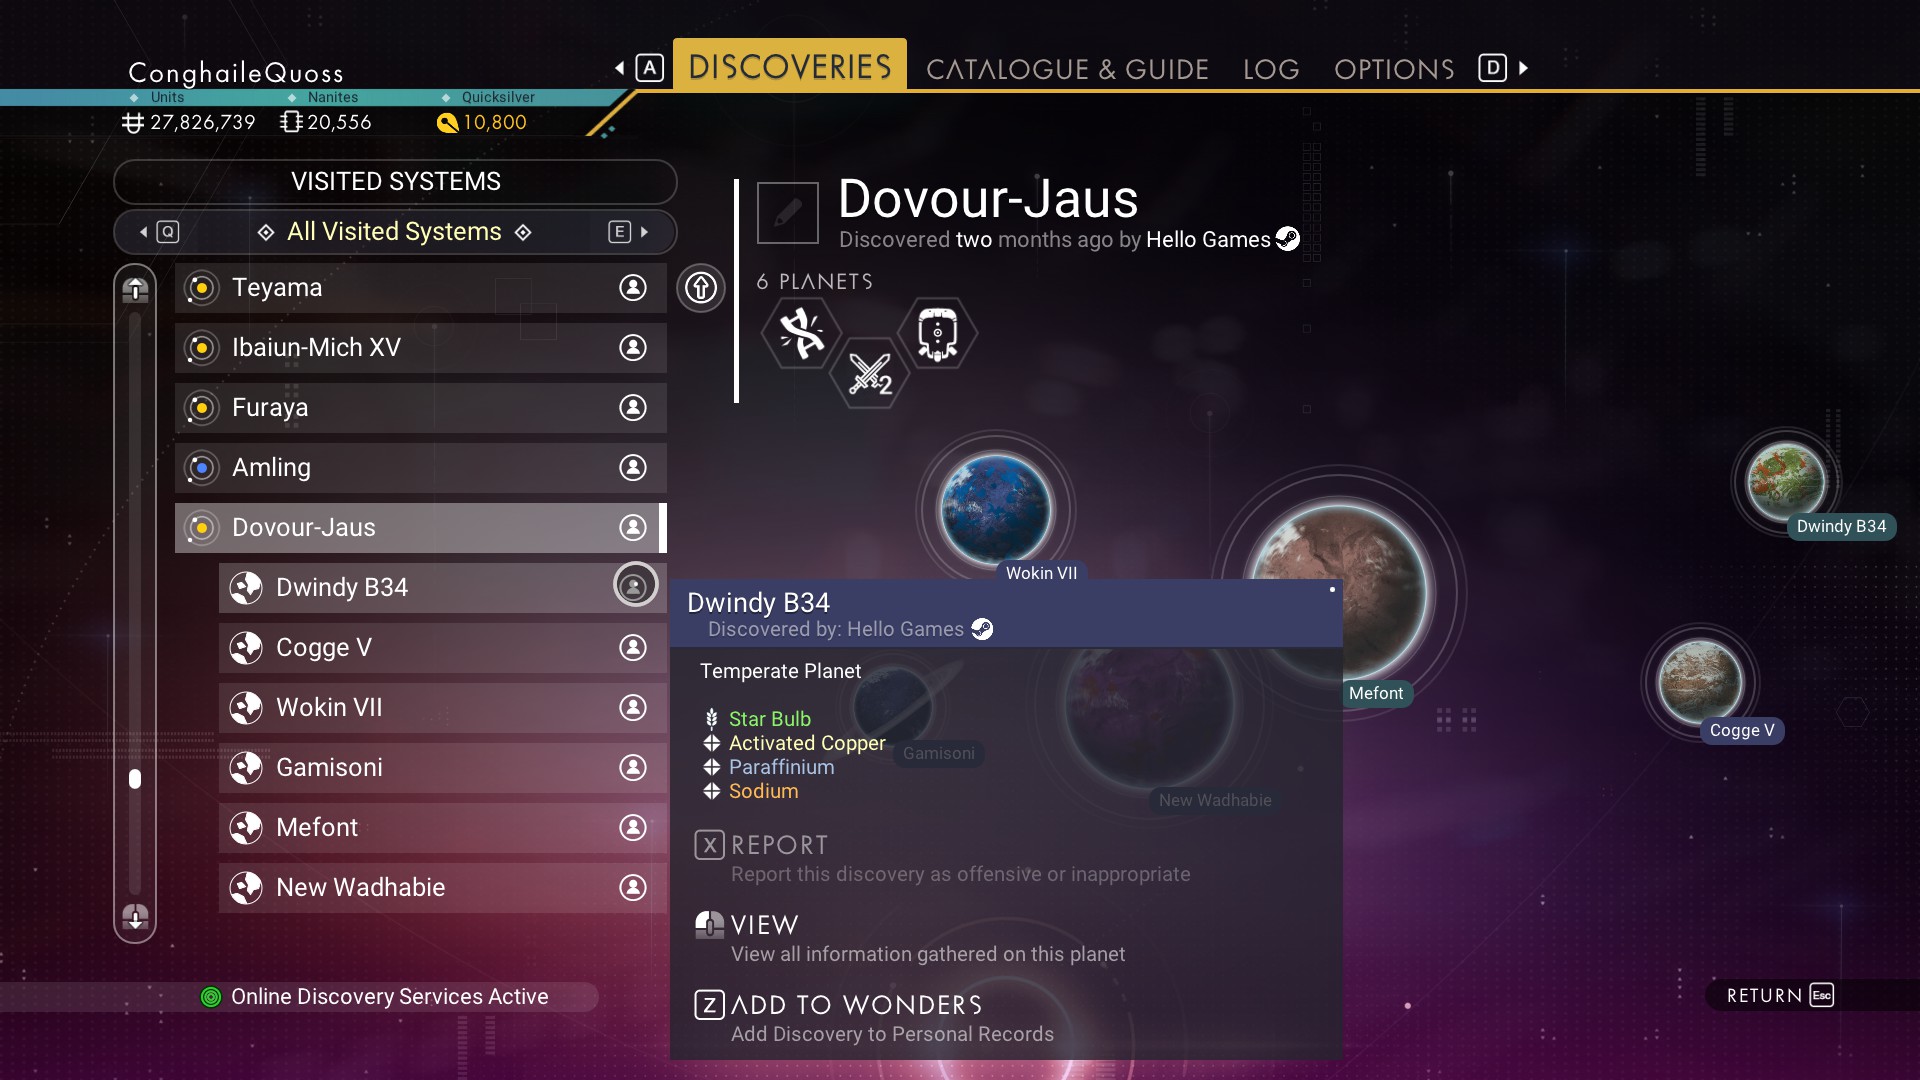 ConghaileQuoss
A
DISCOVERIES
CATALOGUE & GUIDE
LOG
OPTIONS
D
Units
Nanites
Quicksilver
27,826,739
20,556
10,800
VISITED SYSTEMS
Q
All Visited Systems
E
Teyama
Ibaiun-Mich XV
Furaya
Amling
Dovour-Jaus
Dwindy B34
Cogge V
Wokin VII
Gamisoni
Mefont
New Wadhabie
Online Discovery Services Active
Dovour-Jaus
Discovered two months ago by Hello Games
6 PLANETS
2
Wokin VII
Dwindy B34
Mefont
Cogge V
Gamisoni
New Wadhabie
Dwindy B34
Discovered by: Hello Games
Temperate Planet
Star Bulb
Activated Copper
Paraffinium
Sodium
X REPORT
Report this discovery as offensive or inappropriate
VIEW
View all information gathered on this planet
Z ADD TO WONDERS
Add Discovery to Personal Records
RETURN Esc